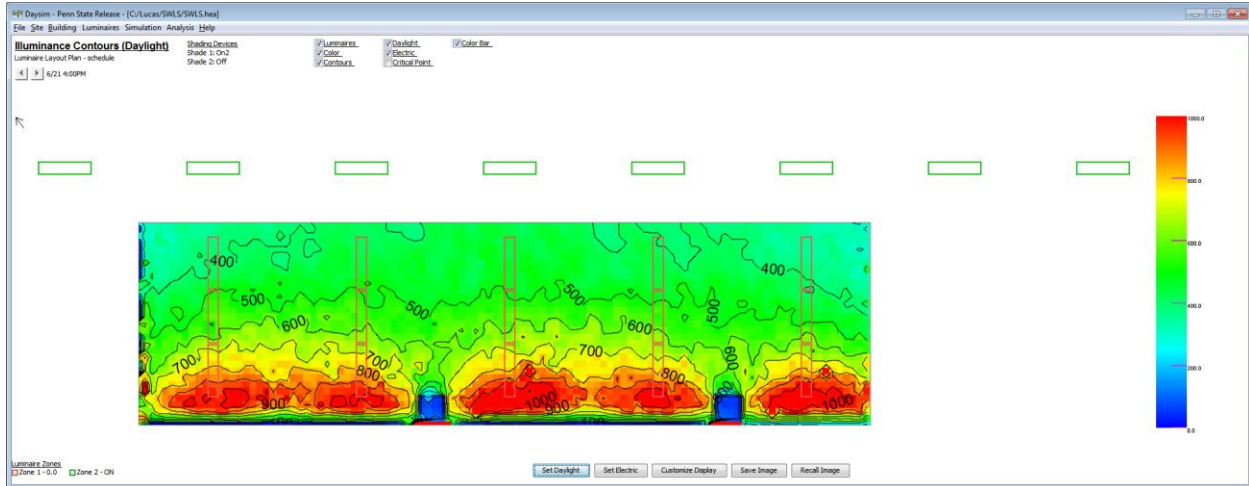 Daysim - Penn State Release - [C:/Lucas/SWLS/SWLS.hea]
File Site Building Luminaires Simulation Analysis Help
Illuminance Contours (Daylight)
Luminaire Layout Plan - schedule
6/21 4:00PM
Shading Devices
Shade 1: On2
Shade 2: Off
Luminaires Daylight Color Bar
Color Electric
Contours Critical Point
1000.0
800.0
600.0
400.0
200.0
0.0
400 400
500 500 500
600 600 600
700 700 700
800 800
900 1000 900 1000
Luminaire Zones
Zone 1 - 0.0 Zone 2 - ON
Set Daylight Set Electric Customize Display Save Image Recall Image